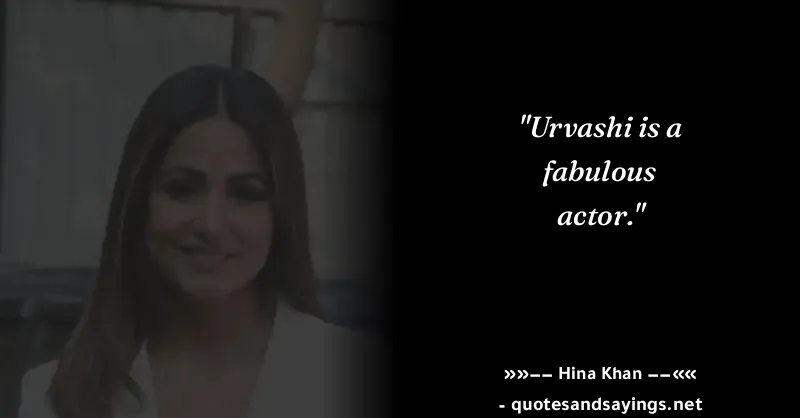 "Urvashi is a
fabulous
actor."
»»–– Hina Khan ––««
- quotesandsayings.net